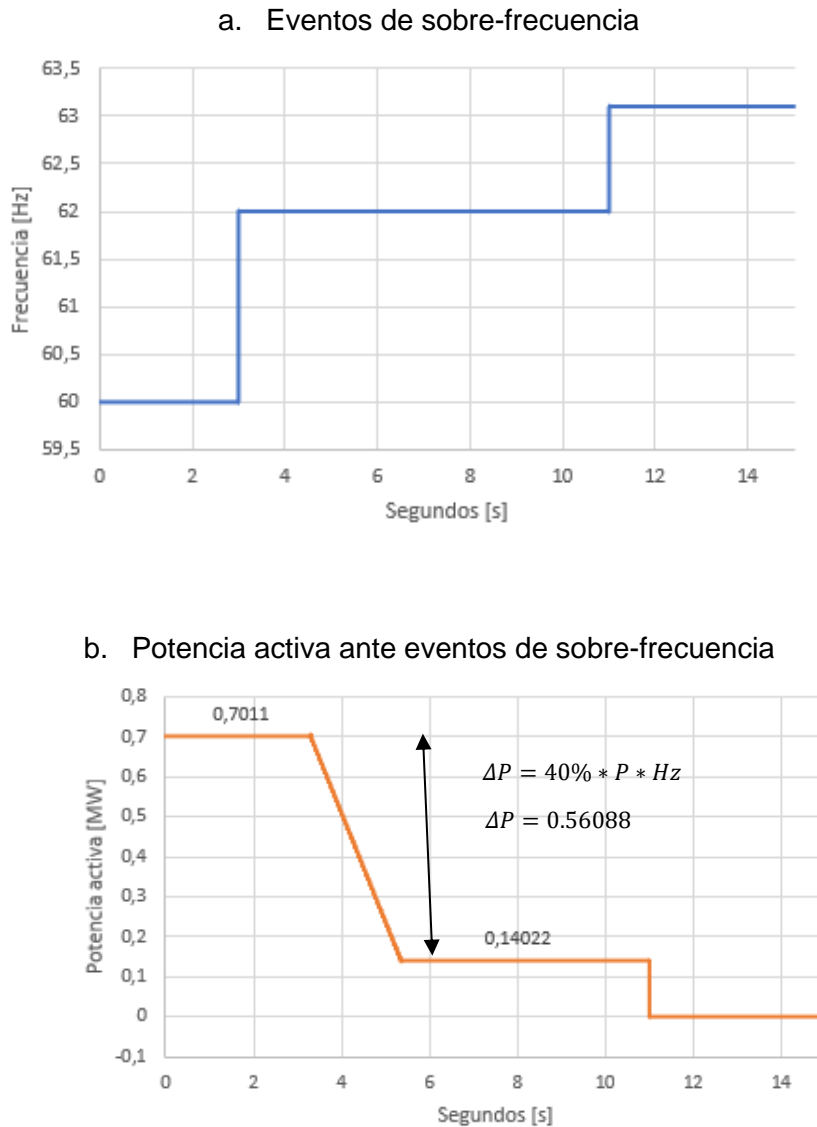 a. Eventos de sobre-frecuencia
63,5
63
62,5
62
61,5
61
60,5
60
59,5
Frecuencia [Hz]
0 2 4 6 8 10 12 14
Segundos [s]
b. Potencia activa ante eventos de sobre-frecuencia
0,8
0,7
0,6
0,5
0,4
0,3
0,2
0,1
0
-0,1
Potencia activa [MW]
0,7011
𝛥𝑃 = 40% ∗ 𝑃 ∗ 𝐻𝑧
𝛥𝑃 = 0.56088
0,14022
0 2 4 6 8 10 12 14
Segundos [s]